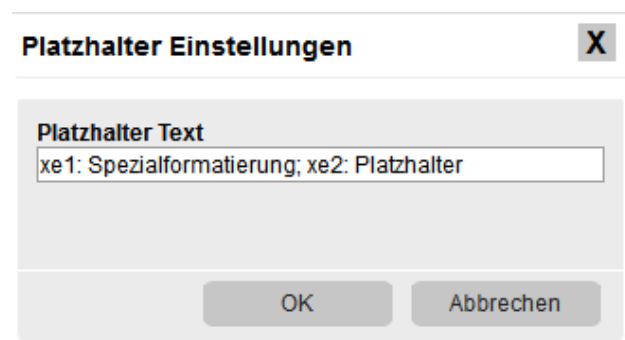 Platzhalter Einstellungen X
Platzhalter Text
xe1: Spezialformatierung; xe2: Platzhalter
OK Abbrechen